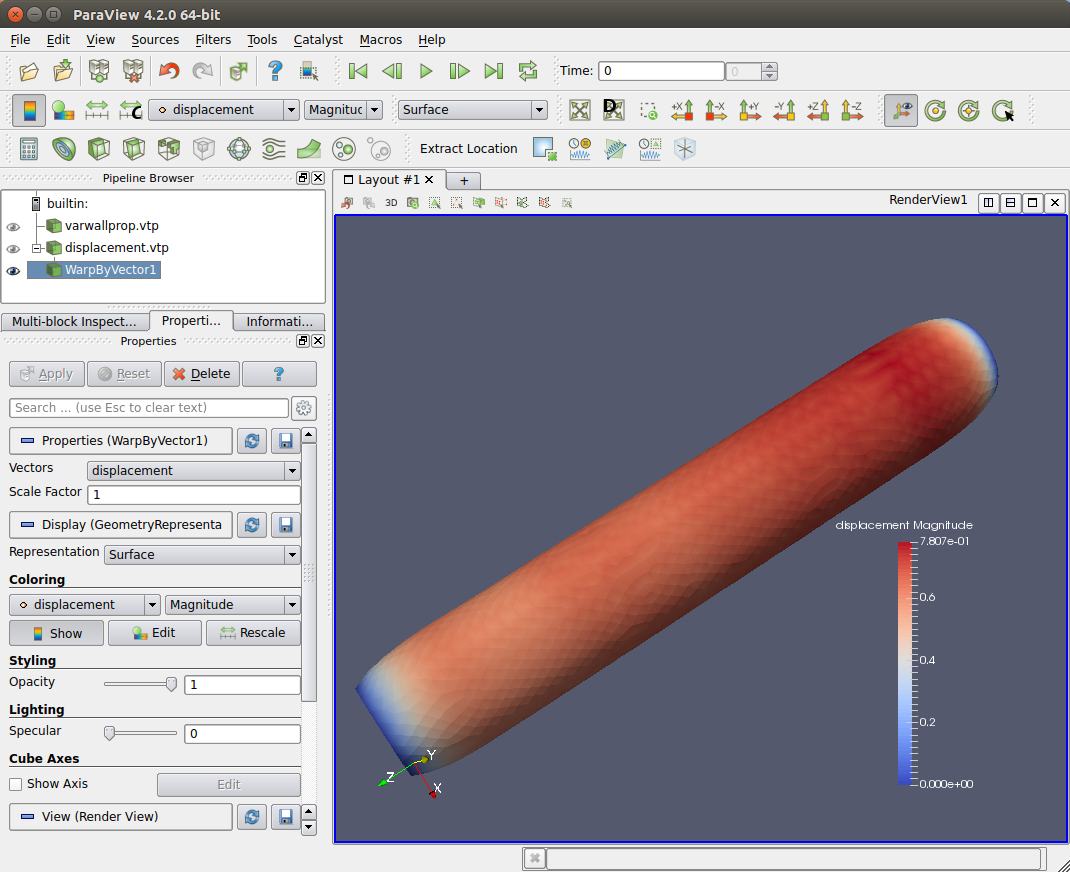 ParaView 4.2.0 64-bit
File Edit View Sources Filters Tools Catalyst Macros Help
Time: 0 0
displacement Magnituc Surface +X -X +Y -Y +Z -Z
Extract Location
Pipeline Browser
builtin:
varwallprop.vtp
displacement.vtp
WarpByVector1
Multi-block Inspect... Properti... Informati...
Properties
Apply Reset Delete ?
Search ... (use Esc to clear text)
Properties (WarpByVector1)
Vectors displacement
Scale Factor 1
Display (GeometryRepresenta
Representation Surface
Coloring
displacement Magnitude
Show Edit Rescale
Styling
Opacity 1
Lighting
Specular 0
Cube Axes
Show Axis Edit
View (Render View)
Layout #1 +
3D RenderView1
displacement Magnitude
7.807e-01
0.6
0.4
0.2
0.000e+00
Y
Z
X